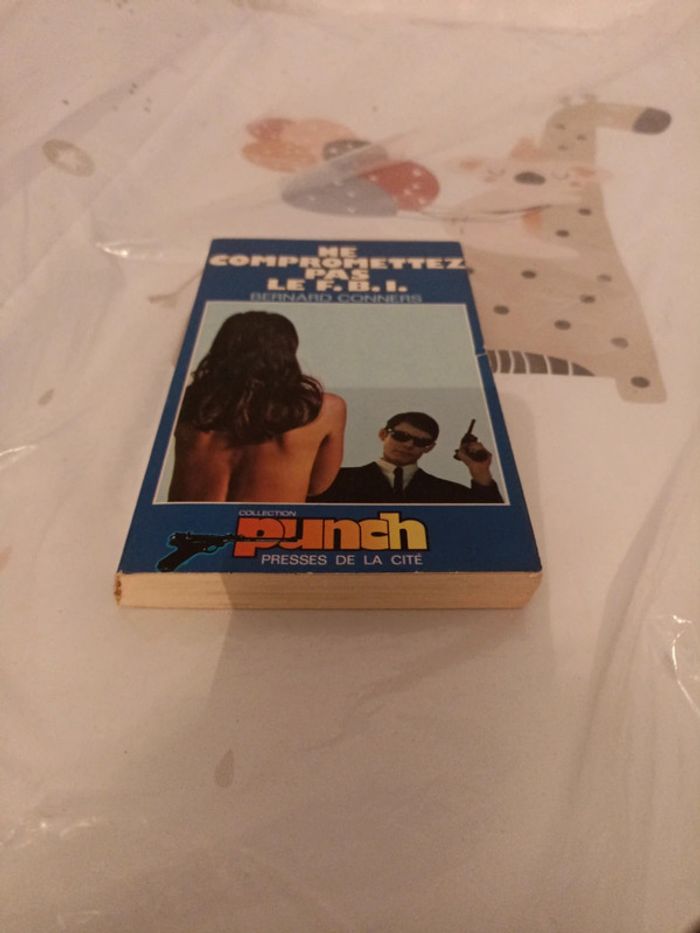 NE
COMPROMETTEZ
PAS
LE F.B.I.
BERNARD CONNERS
COLLECTION
punch
PRESSES DE LA CITÉ